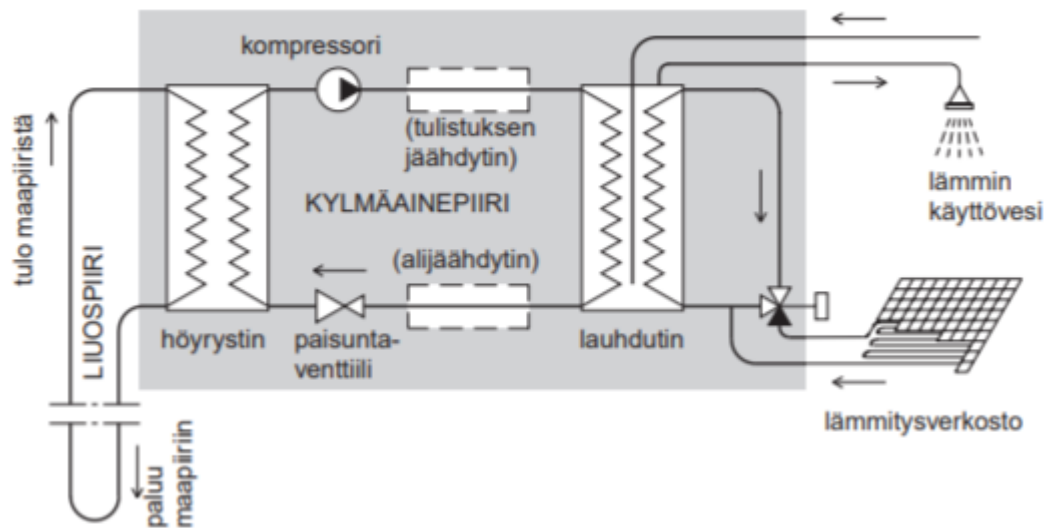 kompressori
(tulistuksen
jäähdytin)
KYLMÄAINEPIIRI
(alijäähdytin)
höyrystin
paisunta-
venttiili
lauhdutin
lämmin
käyttövesi
lämmitysverkosto
tulo maapiiristä
LIUOSPIIRI
paluu
maapiiriin